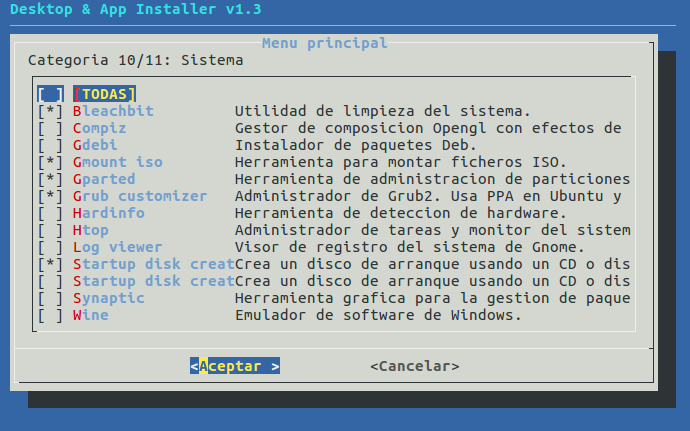 Desktop & App Installer v1.3
Menu principal
Categoria 10/11: Sistema
[ ] [TODAS]
[*] Bleachbit Utilidad de limpieza del sistema.
[ ] Compiz Gestor de composicion Opengl con efectos de
[ ] Gdebi Instalador de paquetes Deb.
[*] Gmount iso Herramienta para montar ficheros ISO.
[*] Gparted Herramienta de administracion de particiones
[*] Grub customizer Administrador de Grub2. Usa PPA en Ubuntu y
[ ] Hardinfo Herramienta de deteccion de hardware.
[ ] Htop Administrador de tareas y monitor del sistem
[ ] Log viewer Visor de registro del sistema de Gnome.
[*] Startup disk creatCrea un disco de arranque usando un CD o dis
[ ] Startup disk creatCrea un disco de arranque usando un CD o dis
[ ] Synaptic Herramienta grafica para la gestion de paque
[ ] Wine Emulador de software de Windows.
<Aceptar > <Cancelar>